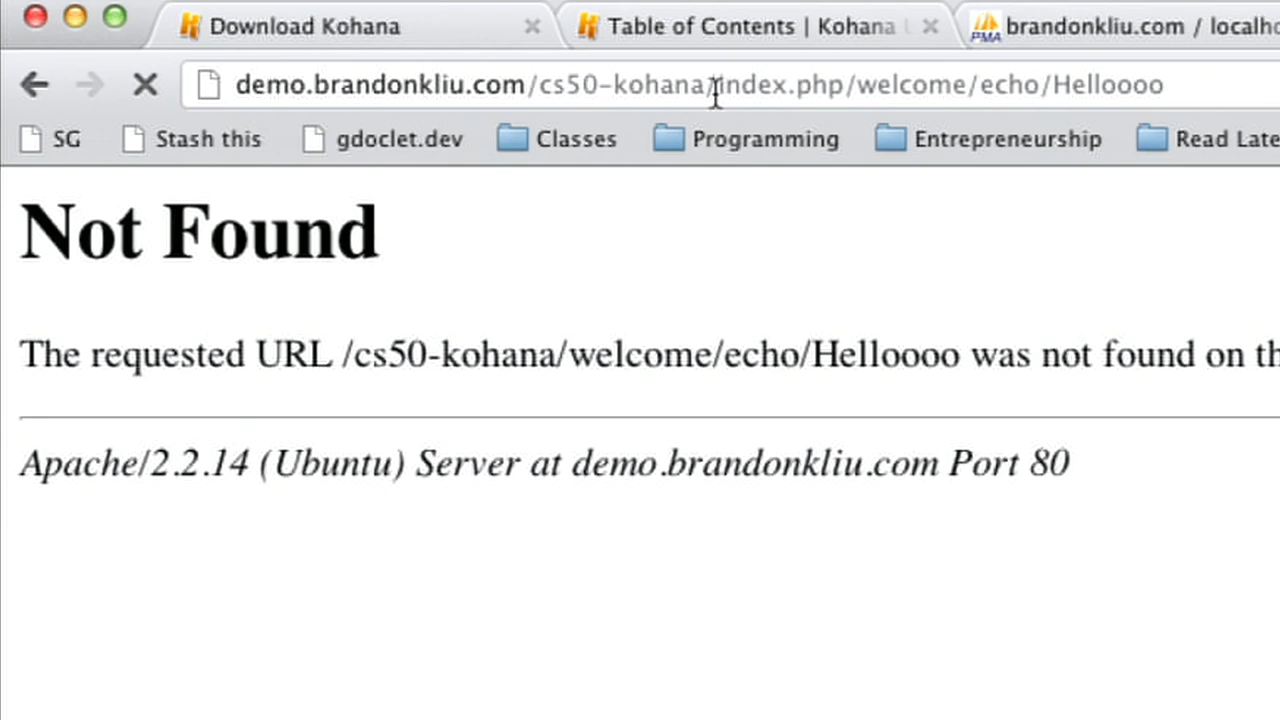 Download Kohana
Table of Contents | Kohana
PMA brandonkliu.com / localho
demo.brandonkliu.com/cs50-kohana/index.php/welcome/echo/Helloooo
SG Stash this gdoclet.dev Classes Programming Entrepreneurship Read Late
Not Found
The requested URL /cs50-kohana/welcome/echo/Helloooo was not found on th
Apache/2.2.14 (Ubuntu) Server at demo.brandonkliu.com Port 80